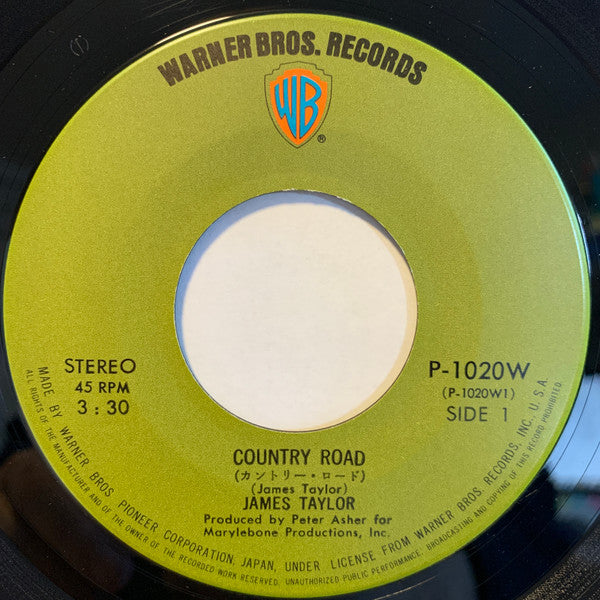 WARNER BROS. RECORDS
WB
®
STEREO
45 RPM
3 : 30
P-1020W
(P-1020W1)
SIDE 1
COUNTRY ROAD
(カントリー・ロード)
(James Taylor)
JAMES TAYLOR
Produced by Peter Asher for
Marylebone Productions, Inc.
MADE BY WARNER BROS PIONEER CORPORATION, JAPAN, UNDER LICENSE FROM WARNER BROS. RECORDS, INC., U.S.A.
ALL RIGHTS OF THE MANUFACTURER AND OF THE OWNER OF THE RECORDED WORK RESERVED. UNAUTHORIZED PUBLIC PERFORMANCE, BROADCASTING AND COPYING OF THIS RECORD PROHIBITED